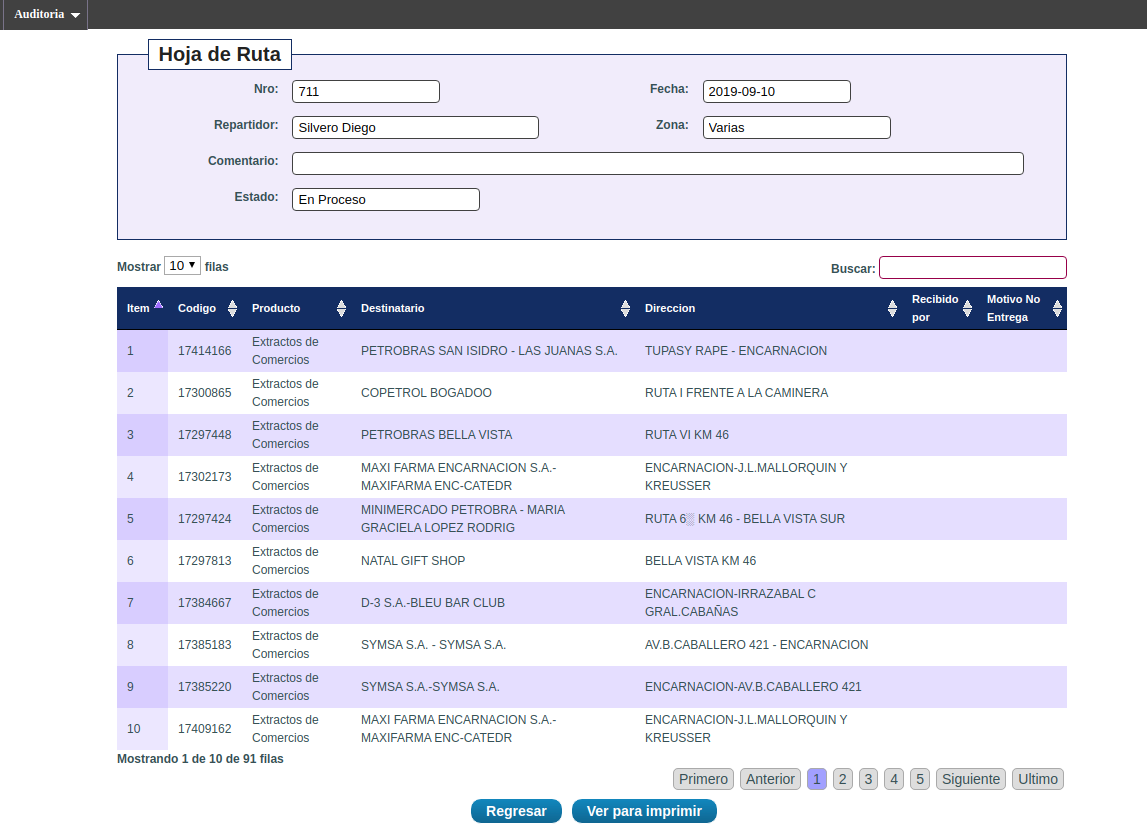 Auditoria
Hoja de Ruta
Nro: 711 Fecha: 2019-09-10
Repartidor: Silvero Diego Zona: Varias
Comentario:
Estado: En Proceso
Mostrar 10 filas Buscar:
Item Codigo Producto Destinatario Direccion Recibido por Motivo No Entrega
1 17414166 Extractos de Comercios PETROBRAS SAN ISIDRO - LAS JUANAS S.A. TUPASY RAPE - ENCARNACION
2 17300865 Extractos de Comercios COPETROL BOGADOO RUTA I FRENTE A LA CAMINERA
3 17297448 Extractos de Comercios PETROBRAS BELLA VISTA RUTA VI KM 46
4 17302173 Extractos de Comercios MAXI FARMA ENCARNACION S.A.-MAXIFARMA ENC-CATEDR ENCARNACION-J.L.MALLORQUIN Y KREUSSER
5 17297424 Extractos de Comercios MINIMERCADO PETROBRA - MARIA GRACIELA LOPEZ RODRIG RUTA 6░ KM 46 - BELLA VISTA SUR
6 17297813 Extractos de Comercios NATAL GIFT SHOP BELLA VISTA KM 46
7 17384667 Extractos de Comercios D-3 S.A.-BLEU BAR CLUB ENCARNACION-IRRAZABAL C GRAL.CABAÑAS
8 17385183 Extractos de Comercios SYMSA S.A. - SYMSA S.A. AV.B.CABALLERO 421 - ENCARNACION
9 17385220 Extractos de Comercios SYMSA S.A.-SYMSA S.A. ENCARNACION-AV.B.CABALLERO 421
10 17409162 Extractos de Comercios MAXI FARMA ENCARNACION S.A.-MAXIFARMA ENC-CATEDR ENCARNACION-J.L.MALLORQUIN Y KREUSSER
Mostrando 1 de 10 de 91 filas
Primero Anterior 1 2 3 4 5 Siguiente Ultimo
Regresar Ver para imprimir